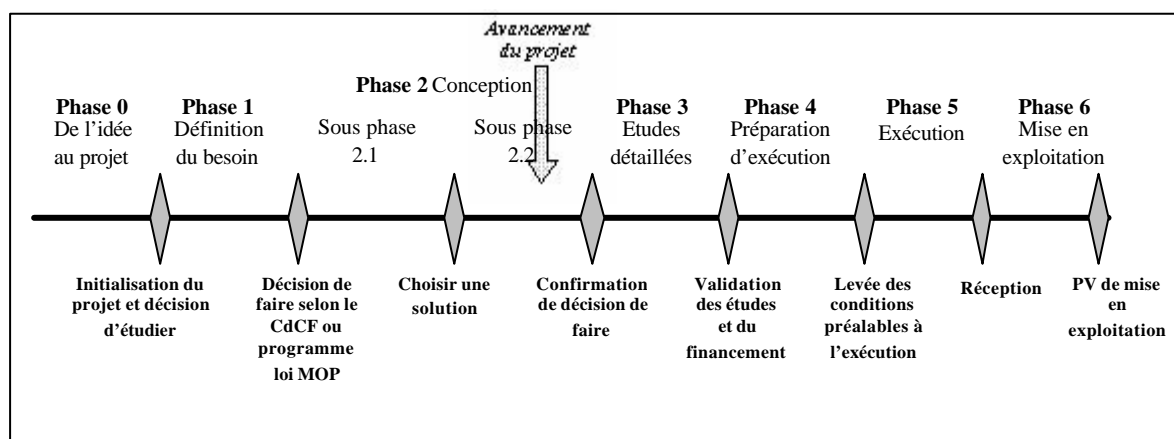 Avancement
du projet
Phase 2 Conception
Phase 0
De l'idée
au projet
Phase 1
Définition
du besoin
Sous phase
2.1
Sous phase
2.2
Phase 3
Etudes
détaillées
Phase 4
Préparation
d'exécution
Phase 5
Exécution
Phase 6
Mise en
exploitation
Initialisation du
projet et décision
d'étudier
Décision de
faire selon le
CdCF ou
programme
loi MOP
Choisir une
solution
Confirmation
de décision de
faire
Validation
des études
et du
financement
Levée des
conditions
préalables à
l'exécution
Réception
PV de mise
en
exploitation